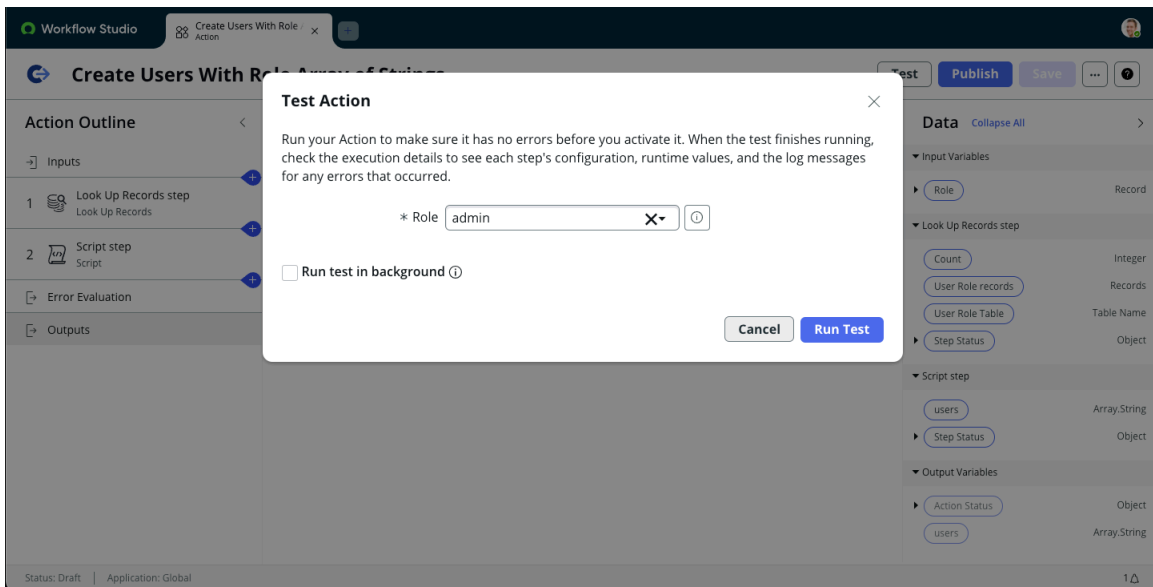 Workflow Studio
Create Users With Role A
Action
Create Users With Role Array of Strings
Test
Publish
Save
...
?
Action Outline
Inputs
1
Look Up Records step
Look Up Records
2
Script step
Script
Error Evaluation
Outputs
Test Action
Run your Action to make sure it has no errors before you activate it. When the test finishes running,
check the execution details to see each step's configuration, runtime values, and the log messages
for any errors that occurred.
* Role admin
Run test in background
Cancel
Run Test
Data Collapse All
Input Variables
Role Record
Look Up Records step
Count Integer
User Role records Records
User Role Table Table Name
Step Status Object
Script step
users Array.String
Step Status Object
Output Variables
Action Status Object
users Array.String
Status: Draft | Application: Global
1